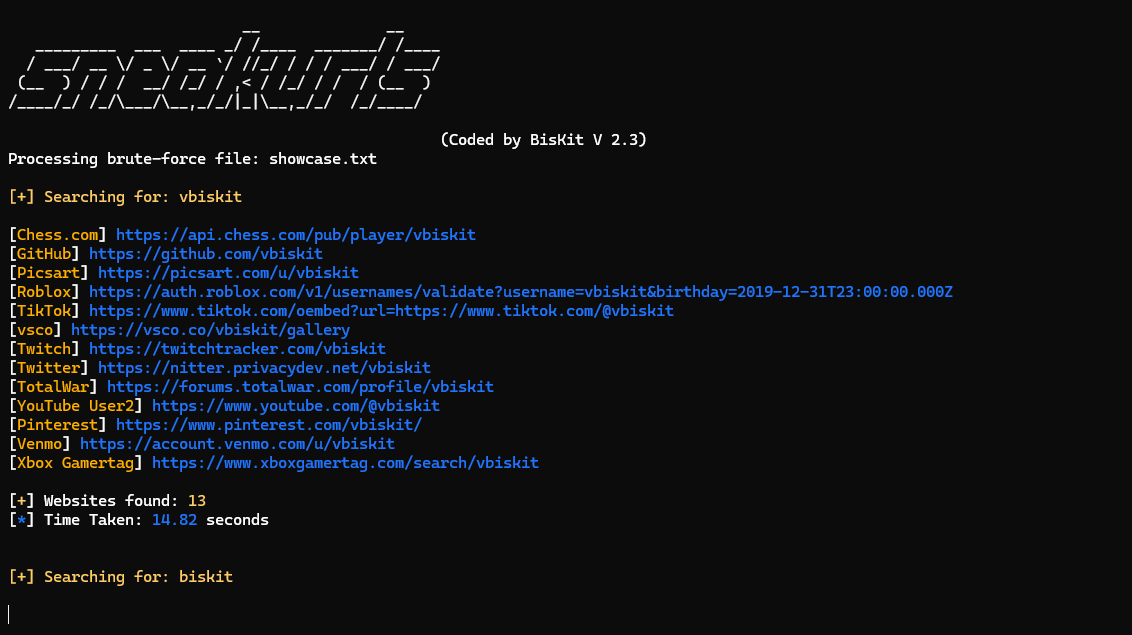 sneakuris
(Coded by BisKit V 2.3)
Processing brute-force file: showcase.txt
[+] Searching for: vbiskit
[Chess.com] https://api.chess.com/pub/player/vbiskit
[GitHub] https://github.com/vbiskit
[Picsart] https://picsart.com/u/vbiskit
[Roblox] https://auth.roblox.com/v1/usernames/validate?username=vbiskit&birthday=2019-12-31T23:00:00.000Z
[TikTok] https://www.tiktok.com/oembed?url=https://www.tiktok.com/@vbiskit
[vsco] https://vsco.co/vbiskit/gallery
[Twitch] https://twitchtracker.com/vbiskit
[Twitter] https://nitter.privacydev.net/vbiskit
[TotalWar] https://forums.totalwar.com/profile/vbiskit
[YouTube User2] https://www.youtube.com/@vbiskit
[Pinterest] https://www.pinterest.com/vbiskit/
[Venmo] https://account.venmo.com/u/vbiskit
[Xbox Gamertag] https://www.xboxgamertag.com/search/vbiskit
[+] Websites found: 13
[*] Time Taken: 14.82 seconds
[+] Searching for: biskit